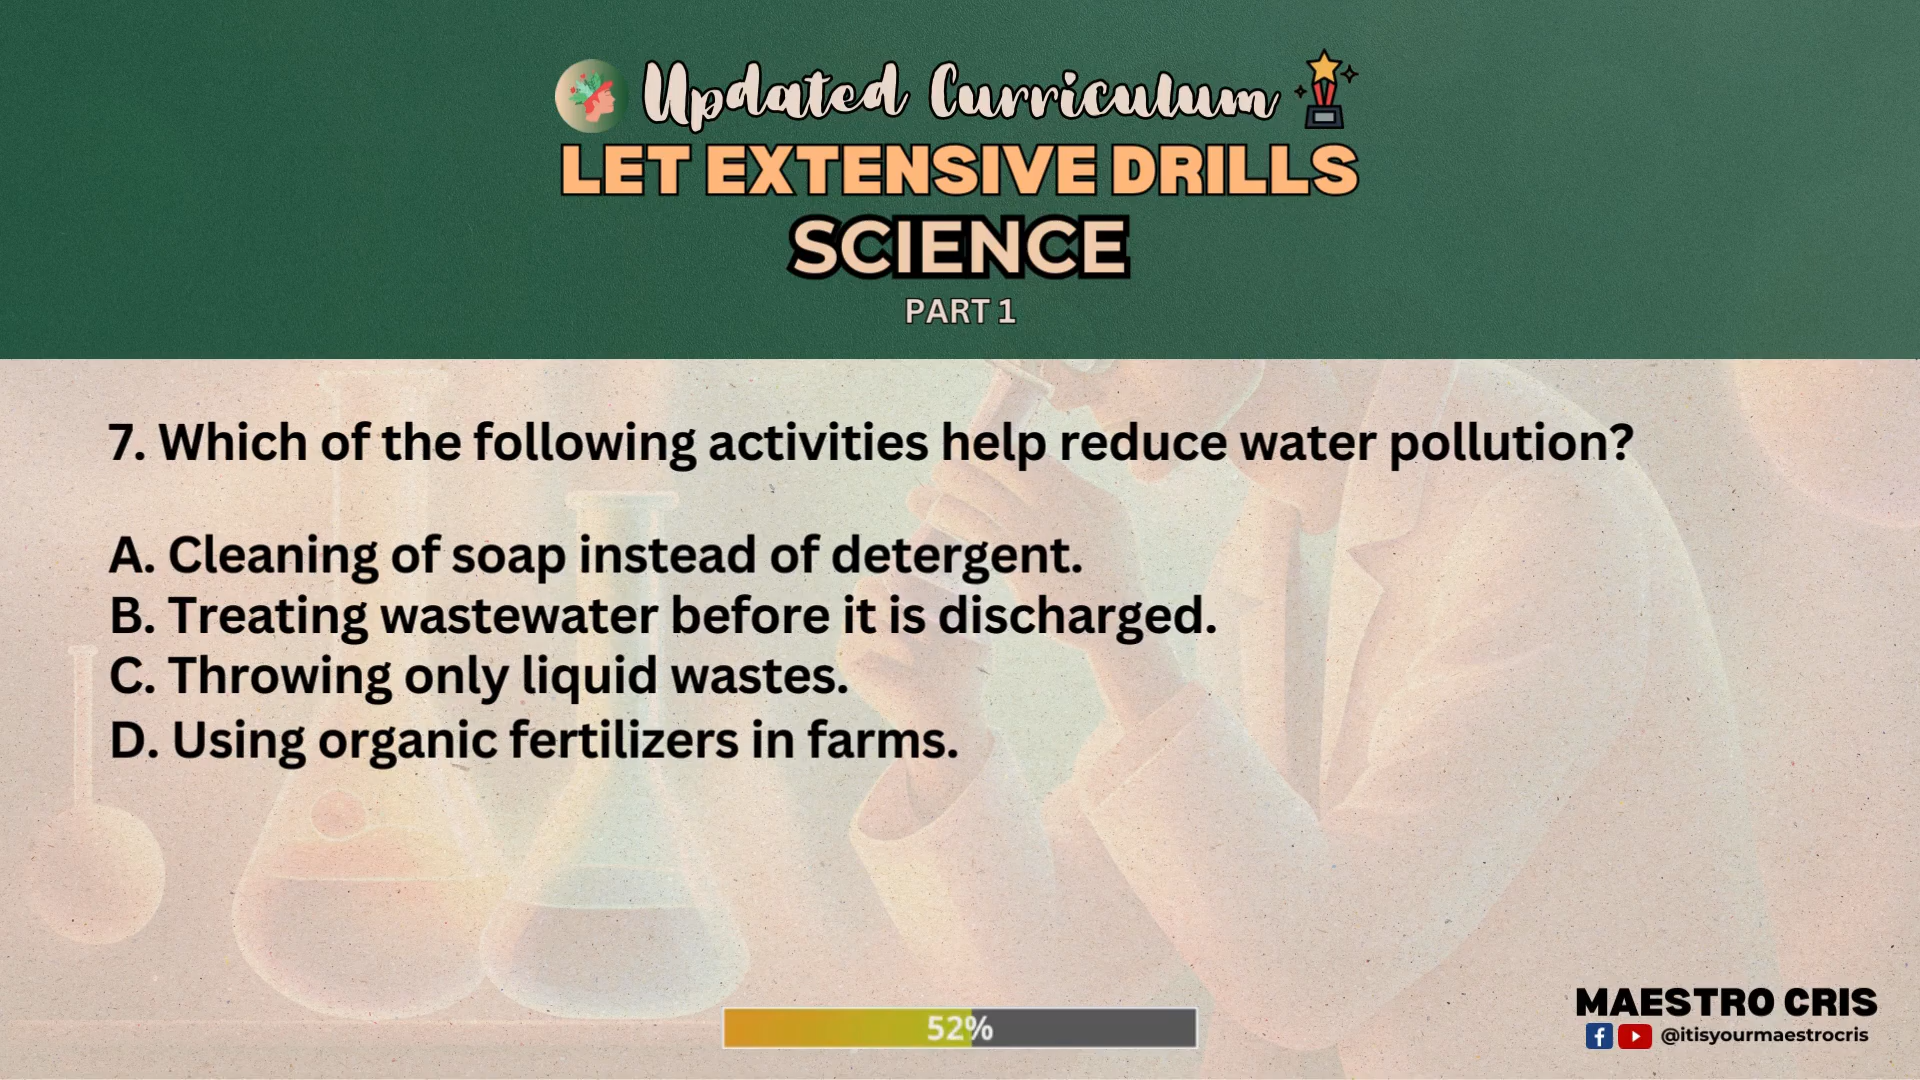 Updated Curriculum
LET EXTENSIVE DRILLS
SCIENCE
PART 1
7. Which of the following activities help reduce water pollution?
A. Cleaning of soap instead of detergent.
B. Treating wastewater before it is discharged.
C. Throwing only liquid wastes.
D. Using organic fertilizers in farms.
52%
MAESTRO CRIS
@itisyourmaestrocris